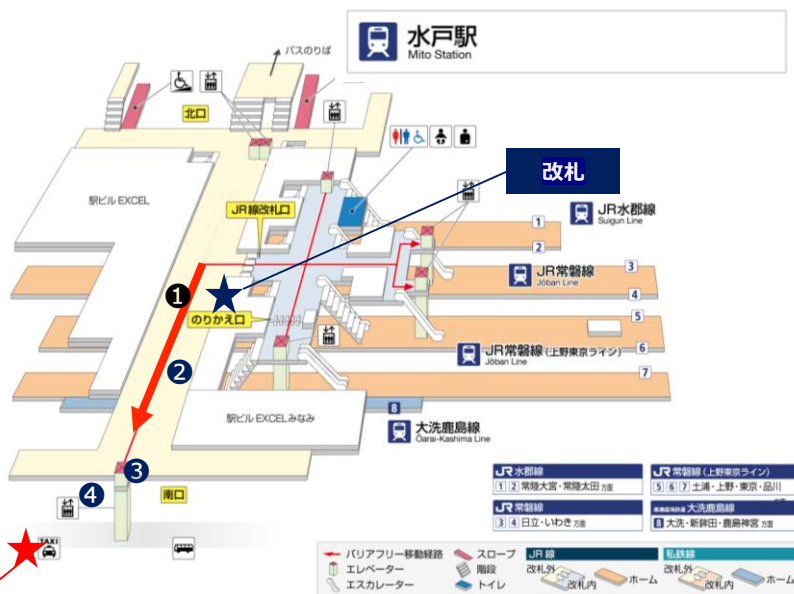 水戸駅
Mito Station
バスのりば
北口
改札
駅ビル EXCEL
JR線改札口
1
JR水郡線
Suigun Line
2
3
JR常磐線
Jōban Line
4
❶
のりかえ口
5
❷
6
JR常磐線(上野東京ライン)
Jōban Line
7
駅ビル EXCELみなみ
8
大洗鹿島線
Ōarai-Kashima Line
❸
❹
南口
JR 水郡線
1 2 常陸大宮・常陸太田 方面
JR 常磐線(上野東京ライン)
5 6 7 土浦・上野・東京・品川
JR 常磐線
3 4 日立・いわき 方面
大洗鹿島線
8 大洗・新鉾田・鹿島神宮 方面
TAXI
バリアフリー移動経路
エレベーター
エスカレーター
スロープ
階段
トイレ
JR 線
改札外
改札内
ホーム
私鉄線
改札外
改札内
ホーム